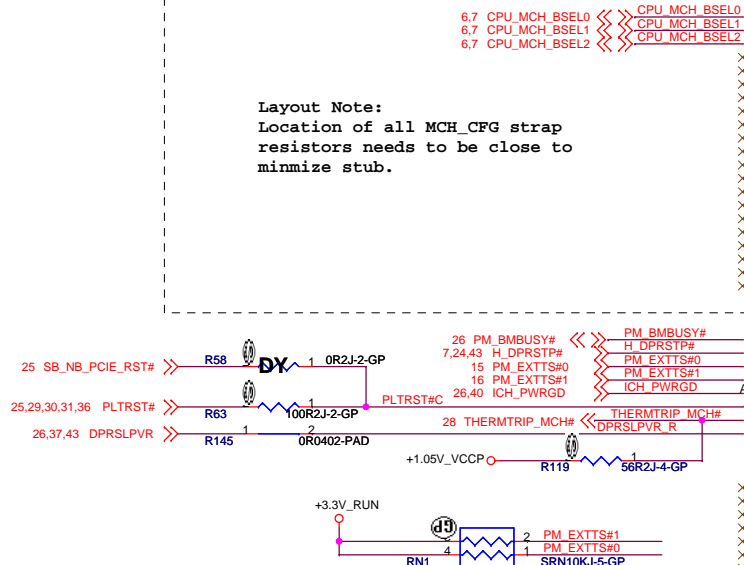 6,7 CPU_MCH_BSEL0 CPU_MCH_BSEL0
6,7 CPU_MCH_BSEL1 CPU_MCH_BSEL1
6,7 CPU_MCH_BSEL2 CPU_MCH_BSEL2
Layout Note:
Location of all MCH_CFG strap
resistors needs to be close to
minmize stub.
26 PM_BMBUSY# PM_BMBUSY#
7,24,43 H_DPRSTP# H_DPRSTP#
15 PM_EXTTS#0 PM_EXTTS#0
16 PM_EXTTS#1 PM_EXTTS#1
26,40 ICH_PWRGD ICH_PWRGD
25 SB_NB_PCIE_RST# R58 DY 1 0R2J-2-GP
25,29,30,31,36 PLTRST# R63 1 100R2J-2-GP PLTRST#C
28 THERMTRIP_MCH# THERMTRIP_MCH#
26,37,43 DPRSLPVR R145 1 2 0R0402-PAD DPRSLPVR_R
+1.05V_VCCP R119 1 56R2J-4-GP
+3.3V_RUN
GP
2 PM_EXTTS#1
4 1 PM_EXTTS#0
RN1 SRN10KJ-5-GP